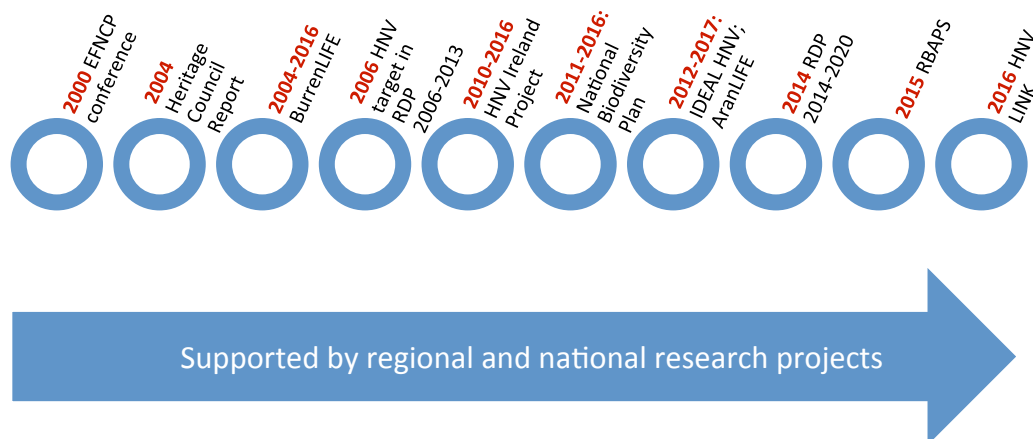 2000 EFNCP
conference
2004
Heritage
Council
Report
2004-2016
BurrenLIFE
2006 HNV
target in
RDP
2006-2013
2010-2016
HNV Ireland
Project
2011-2016:
National
Biodiversity
Plan
2012-2017:
IDEAL HNV;
AranLIFE
2014 RDP
2014-2020
2015 RBAPS
2016 HNV
LINK
Supported by regional and national research projects